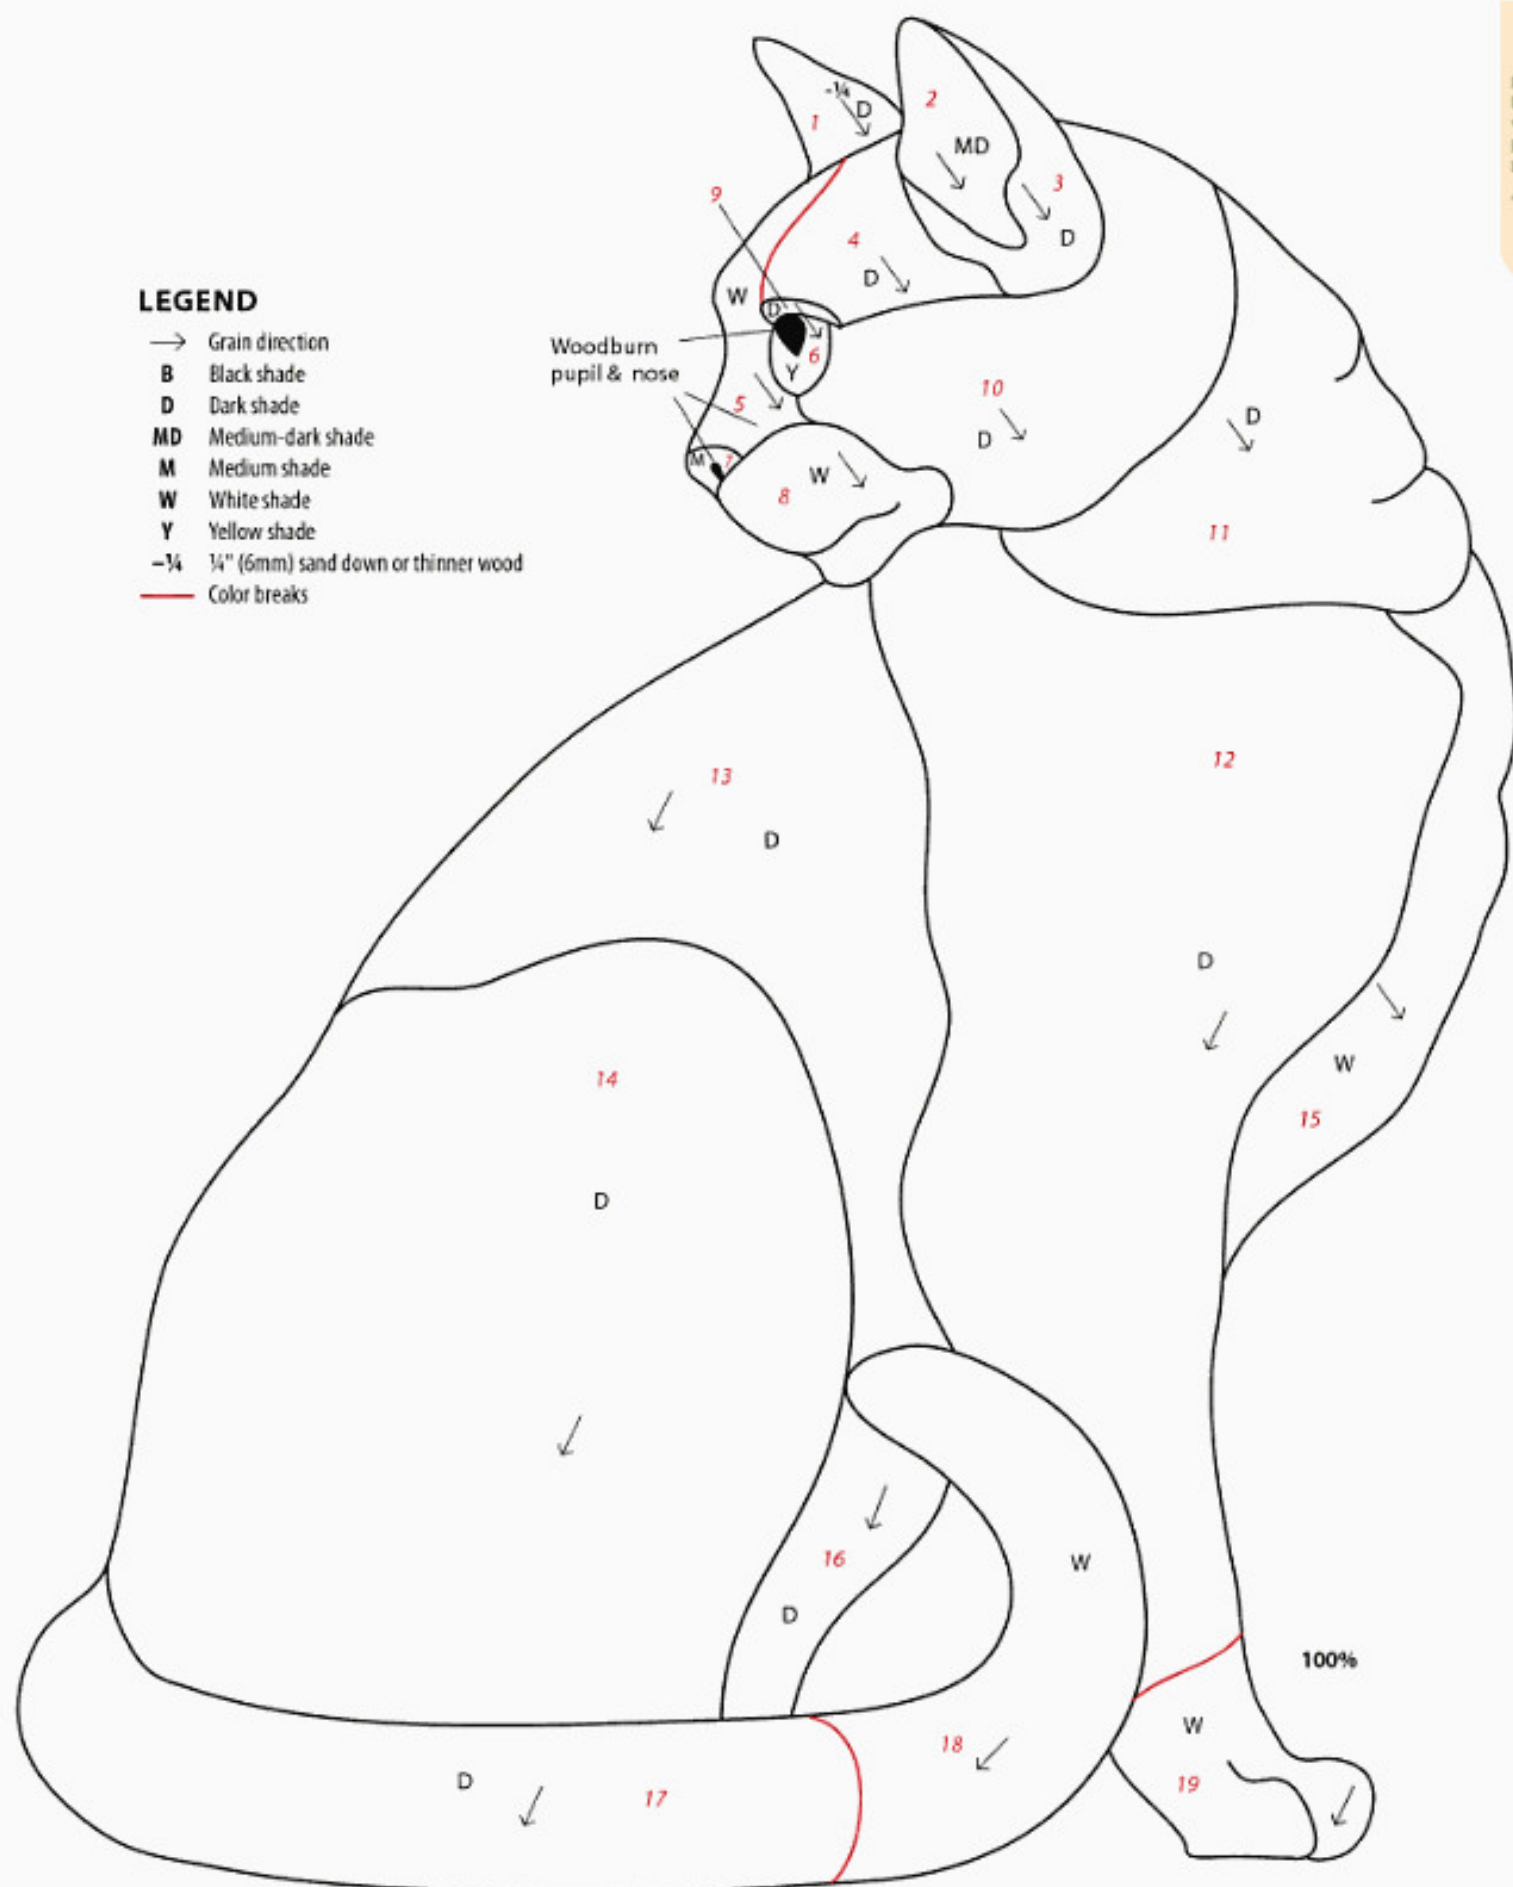 -¼
D
1
2
MD
3
D
9
4
D
W
D
6
Y
5
M
7
W
8
10
D
D
11
LEGEND
→ Grain direction
B Black shade
D Dark shade
MD Medium-dark shade
M Medium shade
W White shade
Y Yellow shade
–¼ ¼" (6mm) sand down or thinner wood
Color breaks
Woodburn
pupil & nose
12
13
D
D
14
W
15
D
16
W
D
100%
W
18
19
D
17